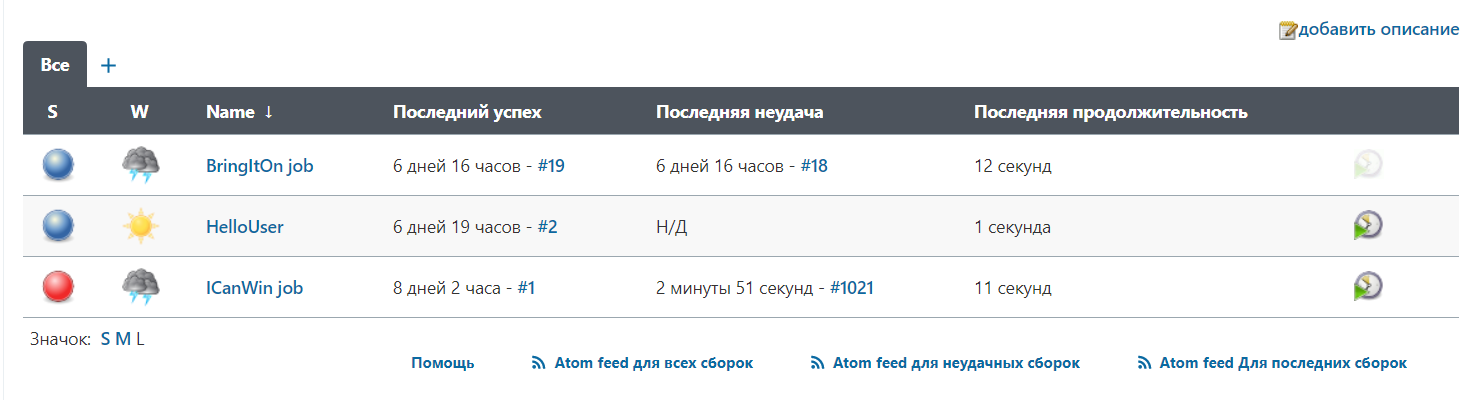 добавить описание
Все +
S W Name ↓ Последний успех Последняя неудача Последняя продолжительность
BringItOn job 6 дней 16 часов - #19 6 дней 16 часов - #18 12 секунд
HelloUser 6 дней 19 часов - #2 Н/Д 1 секунда
ICanWin job 8 дней 2 часа - #1 2 минуты 51 секунд - #1021 11 секунд
Значок: S M L
Помощь Atom feed для всех сборок Atom feed для неудачных сборок Atom feed Для последних сборок